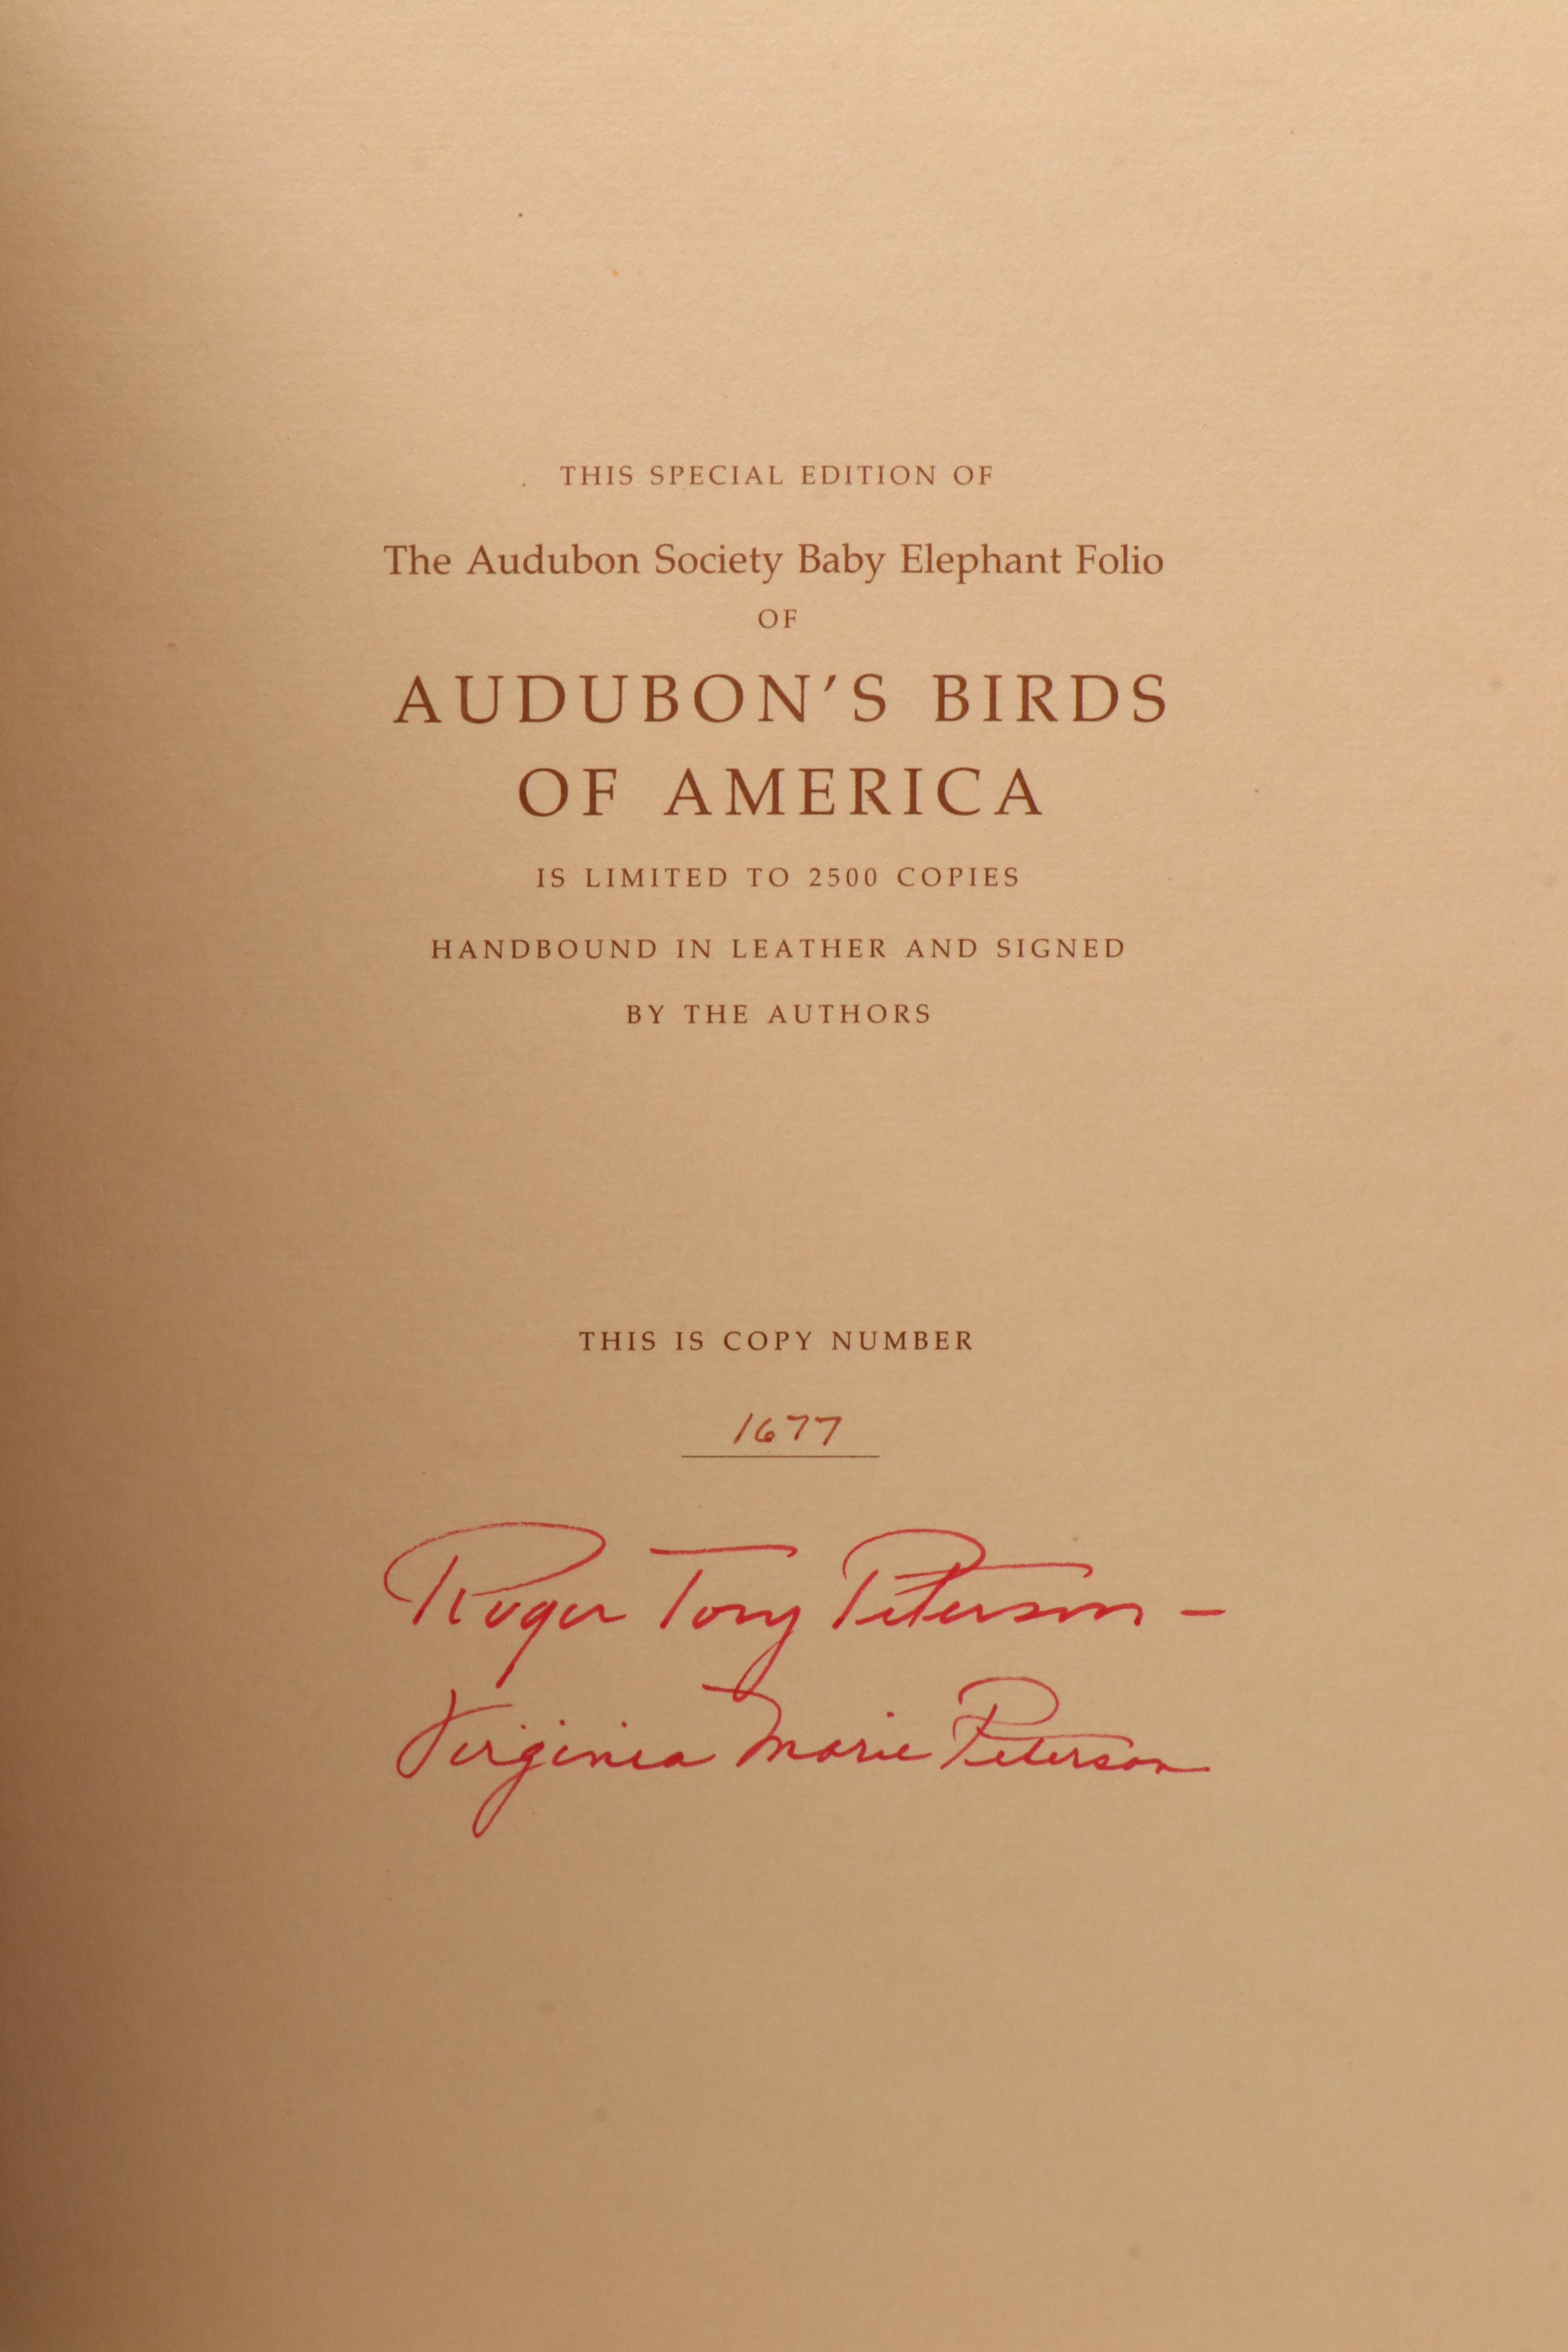 THIS SPECIAL EDITION OF
The Audubon Society Baby Elephant Folio
OF
AUDUBON'S BIRDS
OF AMERICA
IS LIMITED TO 2500 COPIES
HANDBOUND IN LEATHER AND SIGNED
BY THE AUTHORS
THIS IS COPY NUMBER
1677
Roger Tory Peterson –
Virginia Marie Peterson